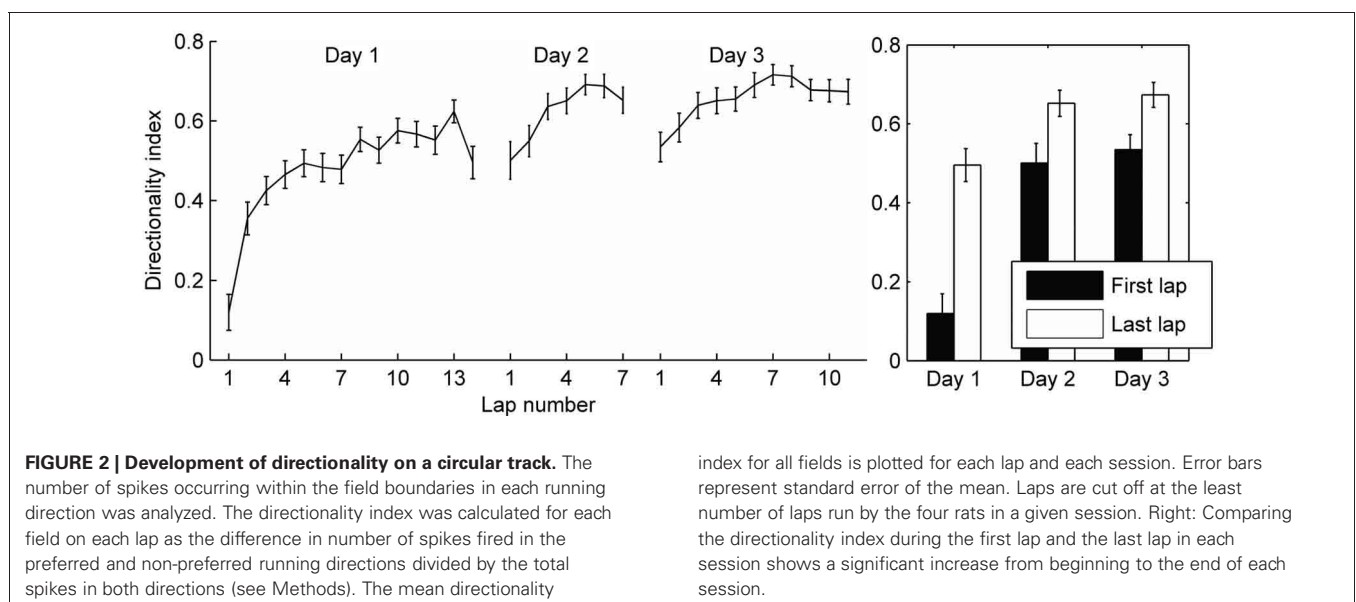 0.8
0.6
0.4
0.2
0
Directionality index
Day 1
Day 2
Day 3
1 4 7 10 13 1 4 7 1 4 7 10
Lap number
0.8
0.6
0.4
0.2
0
First lap
Last lap
Day 1 Day 2 Day 3
FIGURE 2 | Development of directionality on a circular track. The
number of spikes occurring within the field boundaries in each running
direction was analyzed. The directionality index was calculated for each
field on each lap as the difference in number of spikes fired in the
preferred and non-preferred running directions divided by the total
spikes in both directions (see Methods). The mean directionality
index for all fields is plotted for each lap and each session. Error bars
represent standard error of the mean. Laps are cut off at the least
number of laps run by the four rats in a given session. Right: Comparing
the directionality index during the first lap and the last lap in each
session shows a significant increase from beginning to the end of each
session.